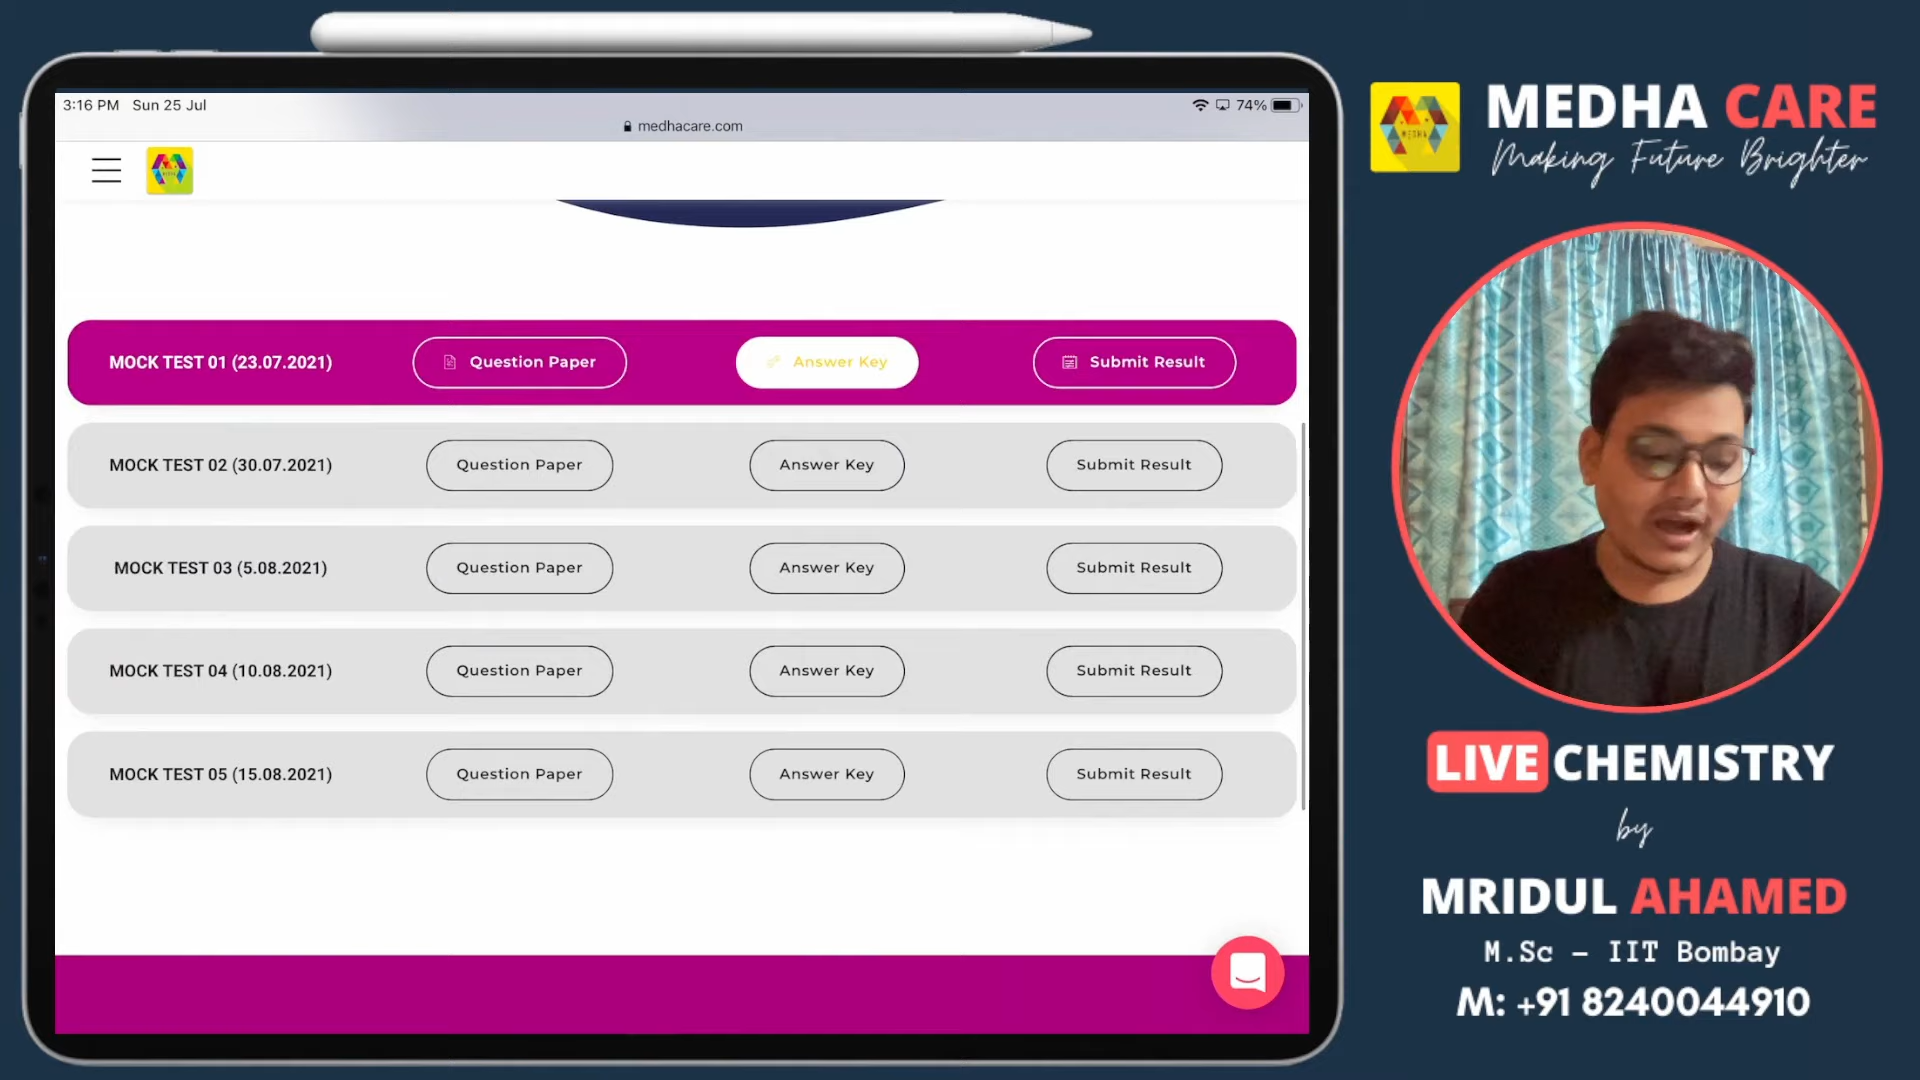 3:16 PM Sun 25 Jul
74%
medhacare.com
MOCK TEST 01 (23.07.2021) Question Paper Answer Key Submit Result
MOCK TEST 02 (30.07.2021) Question Paper Answer Key Submit Result
MOCK TEST 03 (5.08.2021) Question Paper Answer Key Submit Result
MOCK TEST 04 (10.08.2021) Question Paper Answer Key Submit Result
MOCK TEST 05 (15.08.2021) Question Paper Answer Key Submit Result
MEDHA
MEDHA CARE
Making Future Brighter
LIVE CHEMISTRY
by
MRIDUL AHAMED
M.Sc - IIT Bombay
M: +91 8240044910